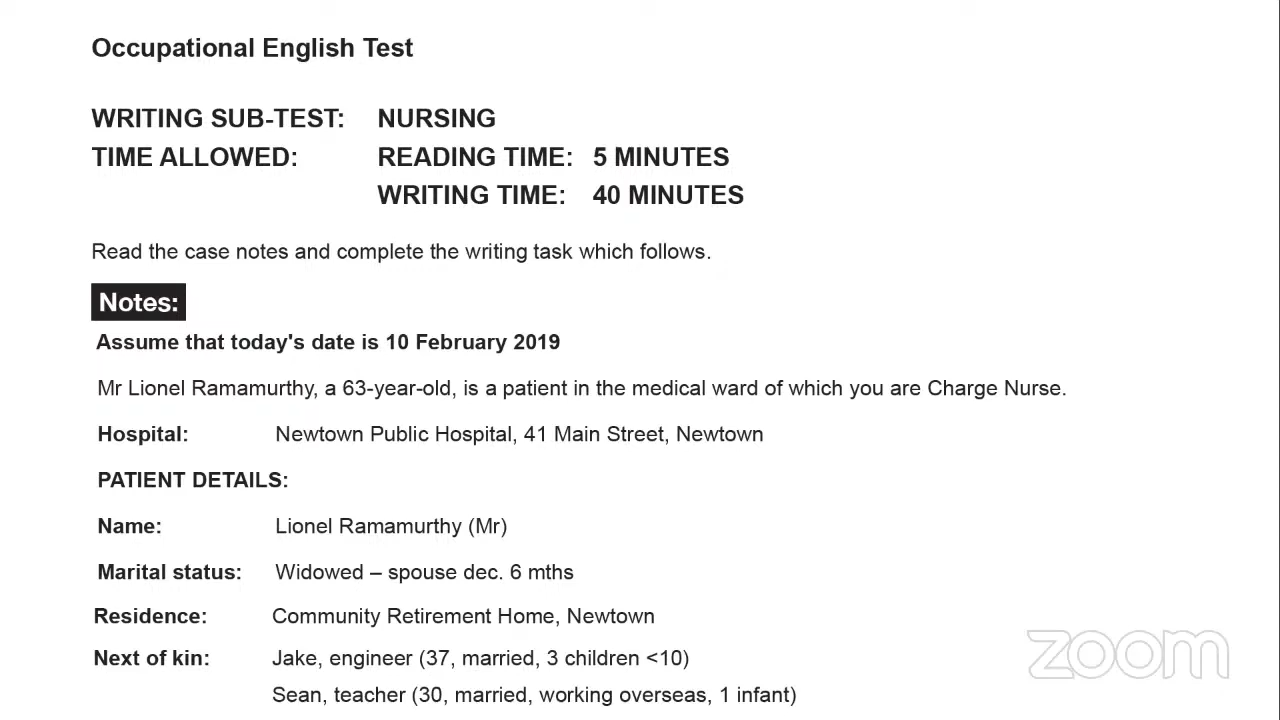 Occupational English Test
WRITING SUB-TEST: NURSING
TIME ALLOWED: READING TIME: 5 MINUTES
WRITING TIME: 40 MINUTES
Read the case notes and complete the writing task which follows.
Notes:
Assume that today's date is 10 February 2019
Mr Lionel Ramamurthy, a 63-year-old, is a patient in the medical ward of which you are Charge Nurse.
Hospital: Newtown Public Hospital, 41 Main Street, Newtown
PATIENT DETAILS:
Name: Lionel Ramamurthy (Mr)
Marital status: Widowed – spouse dec. 6 mths
Residence: Community Retirement Home, Newtown
Next of kin: Jake, engineer (37, married, 3 children <10)
Sean, teacher (30, married, working overseas, 1 infant)
zoom